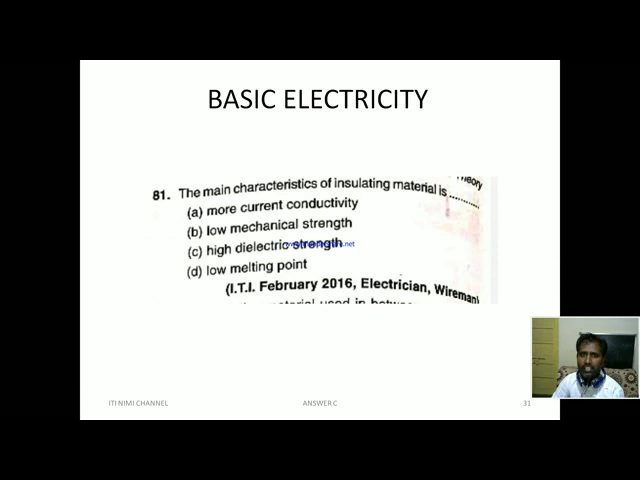 BASIC ELECTRICITY
81. The main characteristics of insulating material is ............
(a) more current conductivity
(b) low mechanical strength
(c) high dielectric strength
(d) low melting point
(I.T.I. February 2016, Electrician, Wireman)
ITI NIMI CHANNEL
ANSWER C
31